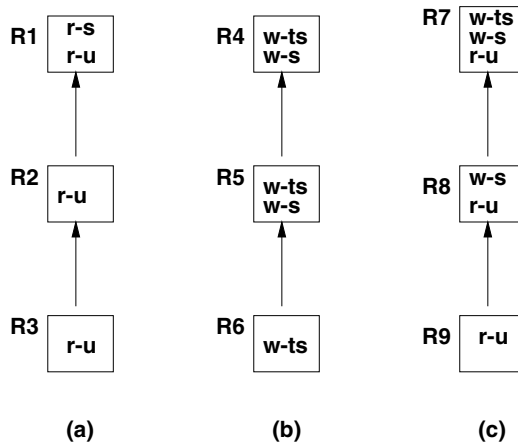 R1
r-s
r-u
R2
r-u
R3
r-u
(a)
R4
w-ts
w-s
R5
w-ts
w-s
R6
w-ts
(b)
R7
w-ts
w-s
r-u
R8
w-s
r-u
R9
r-u
(c)